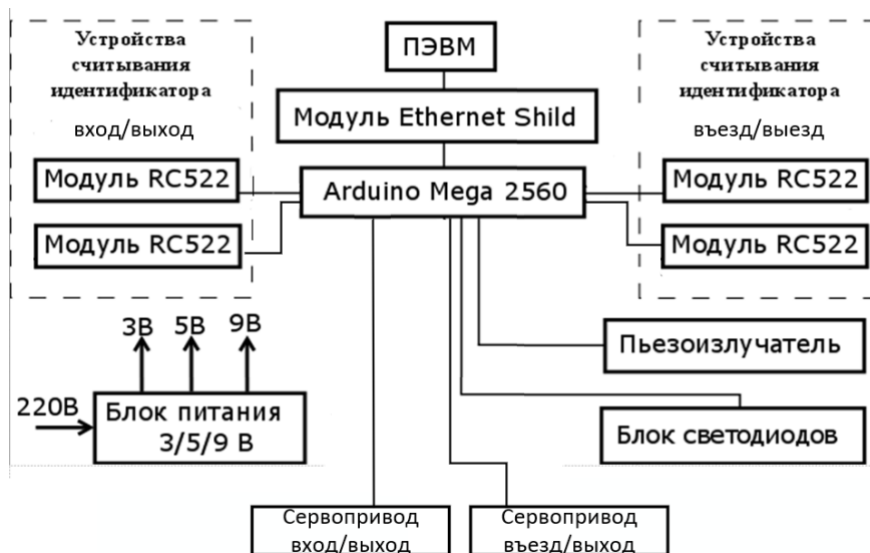 Устройства
считывания
идентификатора
вход/выход
Модуль RC522
Модуль RC522
ПЭВМ
Модуль Ethernet Shild
Arduino Mega 2560
Устройства
считывания
идентификатора
въезд/выезд
Модуль RC522
Модуль RC522
3В
5В
9В
220В
Блок питания
3/5/9 В
Пьезоизлучатель
Блок светодиодов
Сервопривод
вход/выход
Сервопривод
въезд/выход